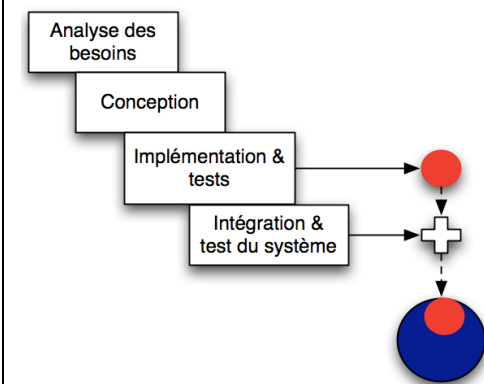 Analyse des
besoins
Conception
Implémentation &
tests
Intégration &
test du système